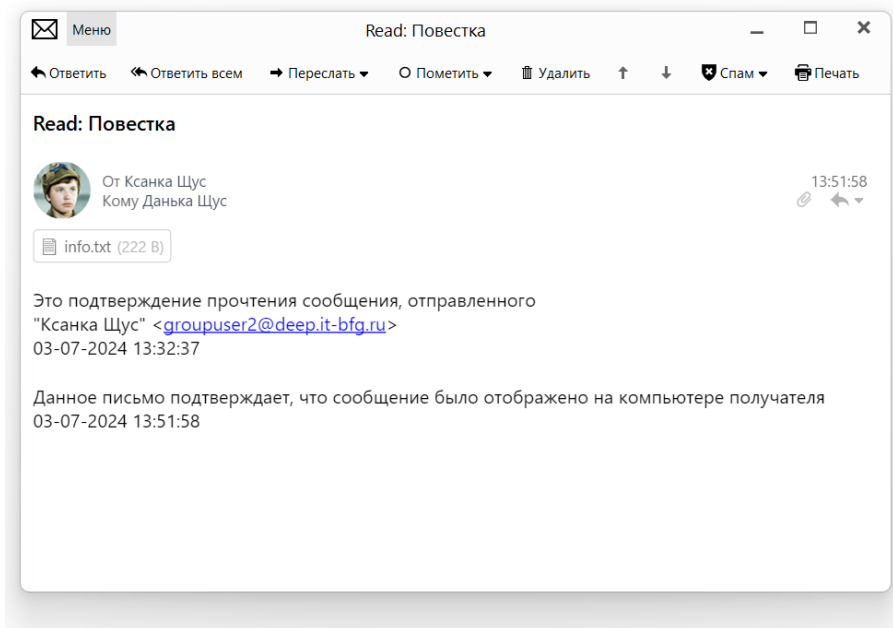 Меню
Read: Повестка
Ответить
Ответить всем
Переслать
Пометить
Удалить
Спам
Печать
Read: Повестка
От Ксанка Щус
13:51:58
Кому Данька Щус
info.txt (222 B)
Это подтверждение прочтения сообщения, отправленного
"Ксанка Щус" <groupuser2@deep.it-bfg.ru>
03-07-2024 13:32:37
Данное письмо подтверждает, что сообщение было отображено на компьютере получателя
03-07-2024 13:51:58